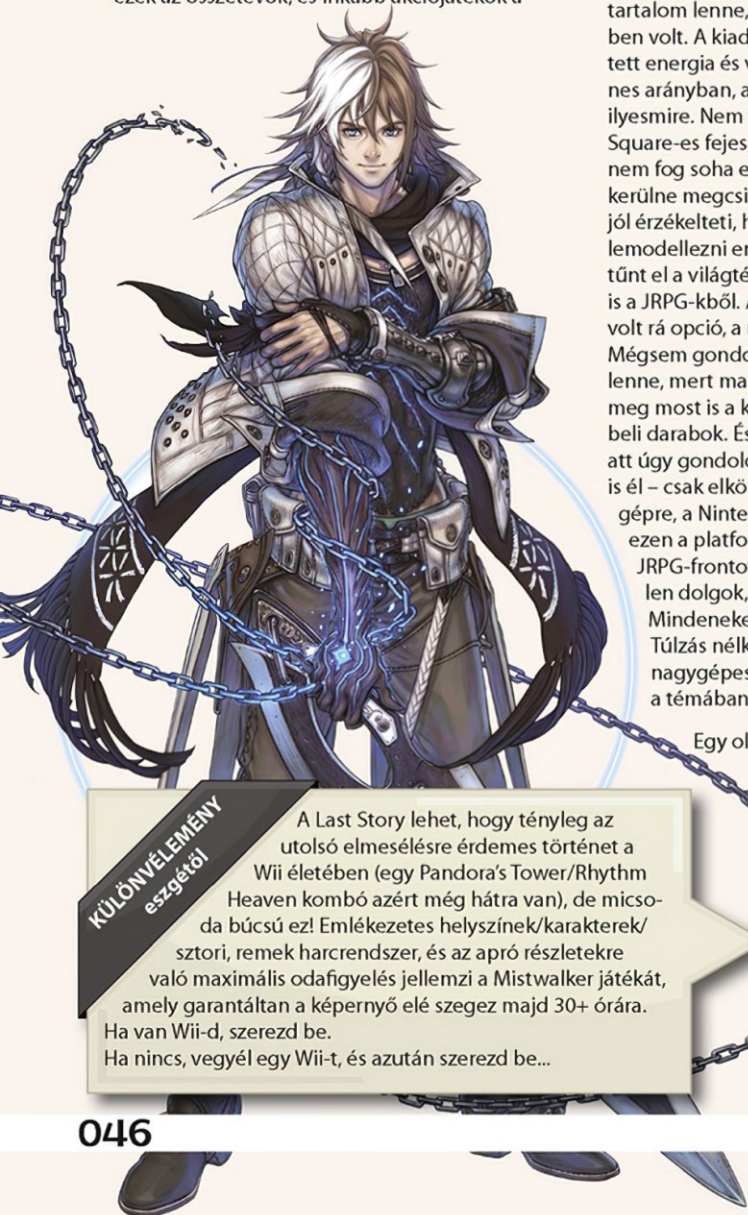 ezek az összetevők, és inkább akciójátékok a
tartalom lenne,
ben volt. A kiad
tett energia és v
nes arányban, a
ilyesmire. Nem
Square-es fejes
nem fog soha e
kerülne megcsi
jól érzékelteti, h
lemodellezni er
tűnt el a világté
is a JRPG-kből. A
volt rá opció, a
Mégsem gondo
lenne, mert ma
meg most is a k
beli darabok. És
att úgy gondolo
is él – csak elkö
gépre, a Ninte
ezen a platfo
JRPG-fronto
len dolgok,
Mindeneke
Túlzás nélk
nagygépes
a témában
Egy ol
KÜLÖNVÉLEMÉNY
eszgétől
A Last Story lehet, hogy tényleg az
utolsó elmesélésre érdemes történet a
Wii életében (egy Pandora's Tower/Rhythm
Heaven kombó azért még hátra van), de micso-
da búcsú ez! Emlékezetes helyszínek/karakterek/
sztori, remek harcrendszer, és az apró részletekre
való maximális odafigyelés jellemzi a Mistwalker játékát,
amely garantáltan a képernyő elé szegez majd 30+ órára.
Ha van Wii-d, szerezd be.
Ha nincs, vegyél egy Wii-t, és azután szerezd be...
046